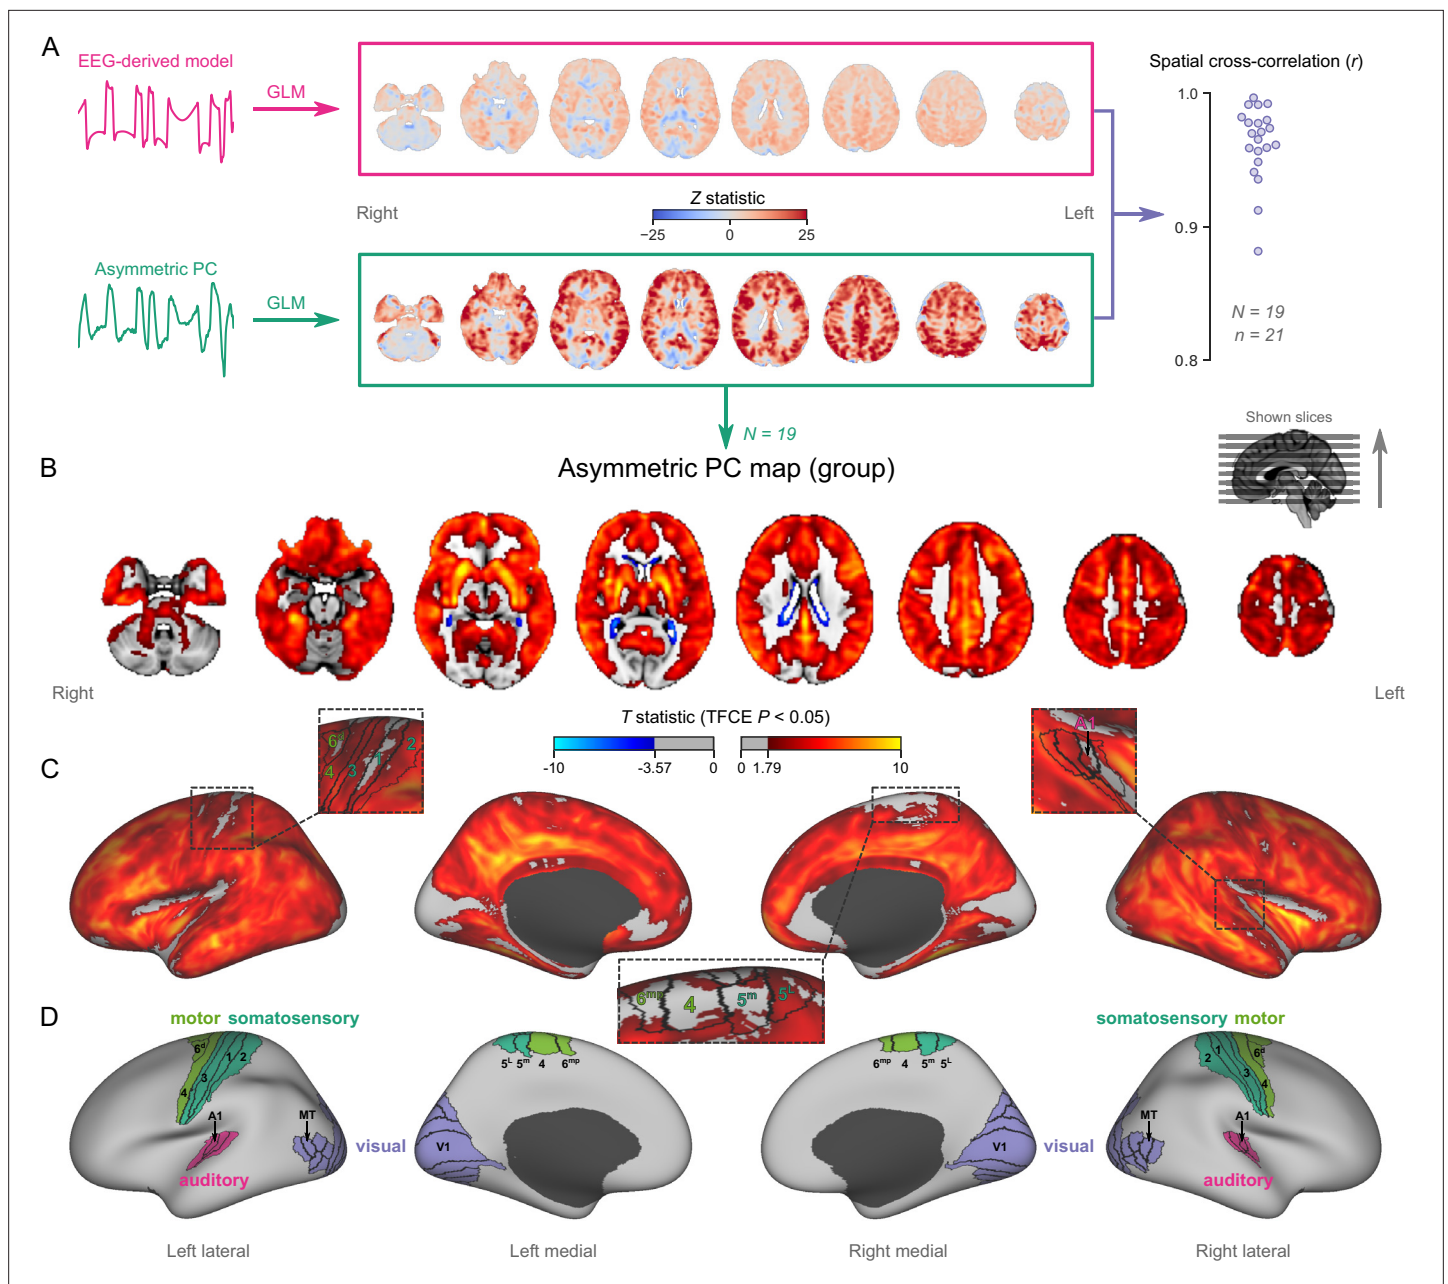 A
EEG-derived model
GLM
Spatial cross-correlation (r)
1.0
0.9
0.8
N = 19
n = 21
Right
Z statistic
Left
−25 0 25
Asymmetric PC
GLM
N = 19
Shown slices
B
Asymmetric PC map (group)
Right
Left
T statistic (TFCE P < 0.05)
-10 -3.57 0 0 1.79 10
C
6d
4 3 1 2
A1
6mp 4 5m 5L
D
motor somatosensory
6d 1 2
3
4
A1
MT
auditory
visual
5L 5m 4 6mp
V1
6mp 4 5m 5L
V1
visual
somatosensory motor
2 1 6d
3
4
MT
A1
auditory
Left lateral
Left medial
Right medial
Right lateral